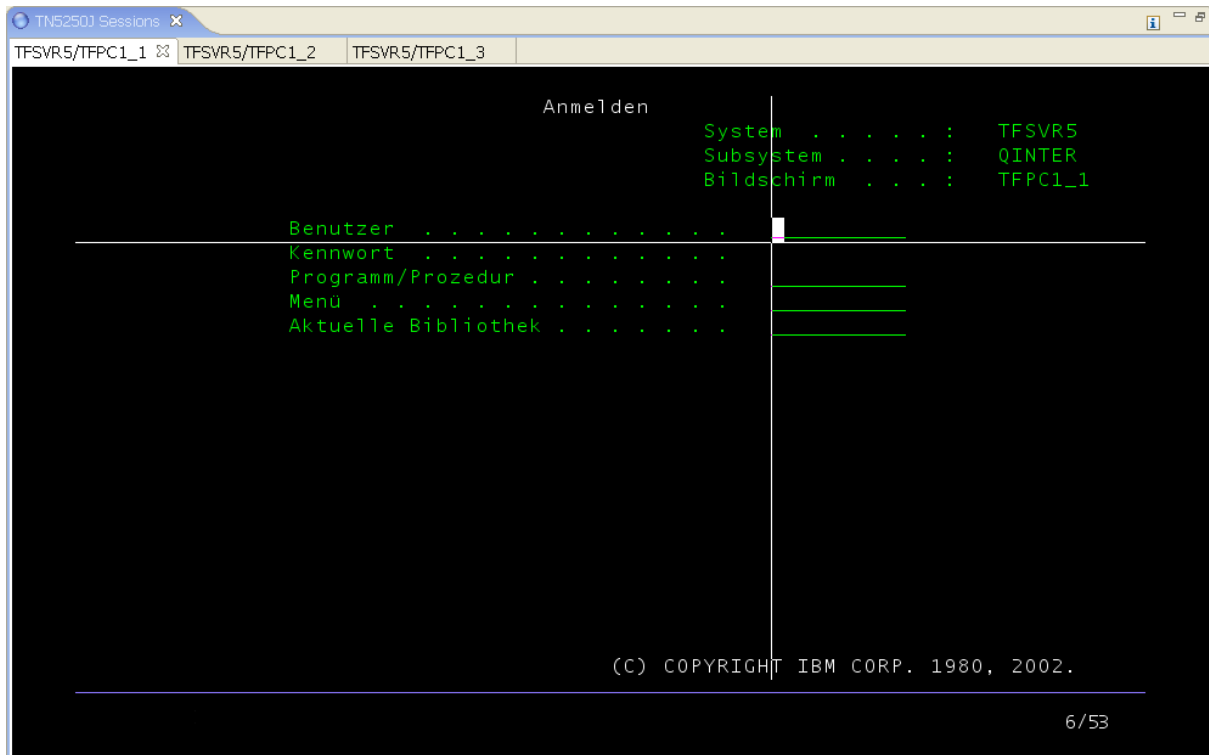 TN5250J Sessions
TFSVR5/TFPC1_1 TFSVR5/TFPC1_2 TFSVR5/TFPC1_3
Anmelden
System . . . . . : TFSVR5
Subsystem . . . . : QINTER
Bildschirm . . . : TFPC1_1
Benutzer . . . . . . . . . . . .
Kennwort . . . . . . . . . . . .
Programm/Prozedur . . . . . . . .
Menü . . . . . . . . . . . . . .
Aktuelle Bibliothek . . . . . . .
(C) COPYRIGHT IBM CORP. 1980, 2002.
6/53